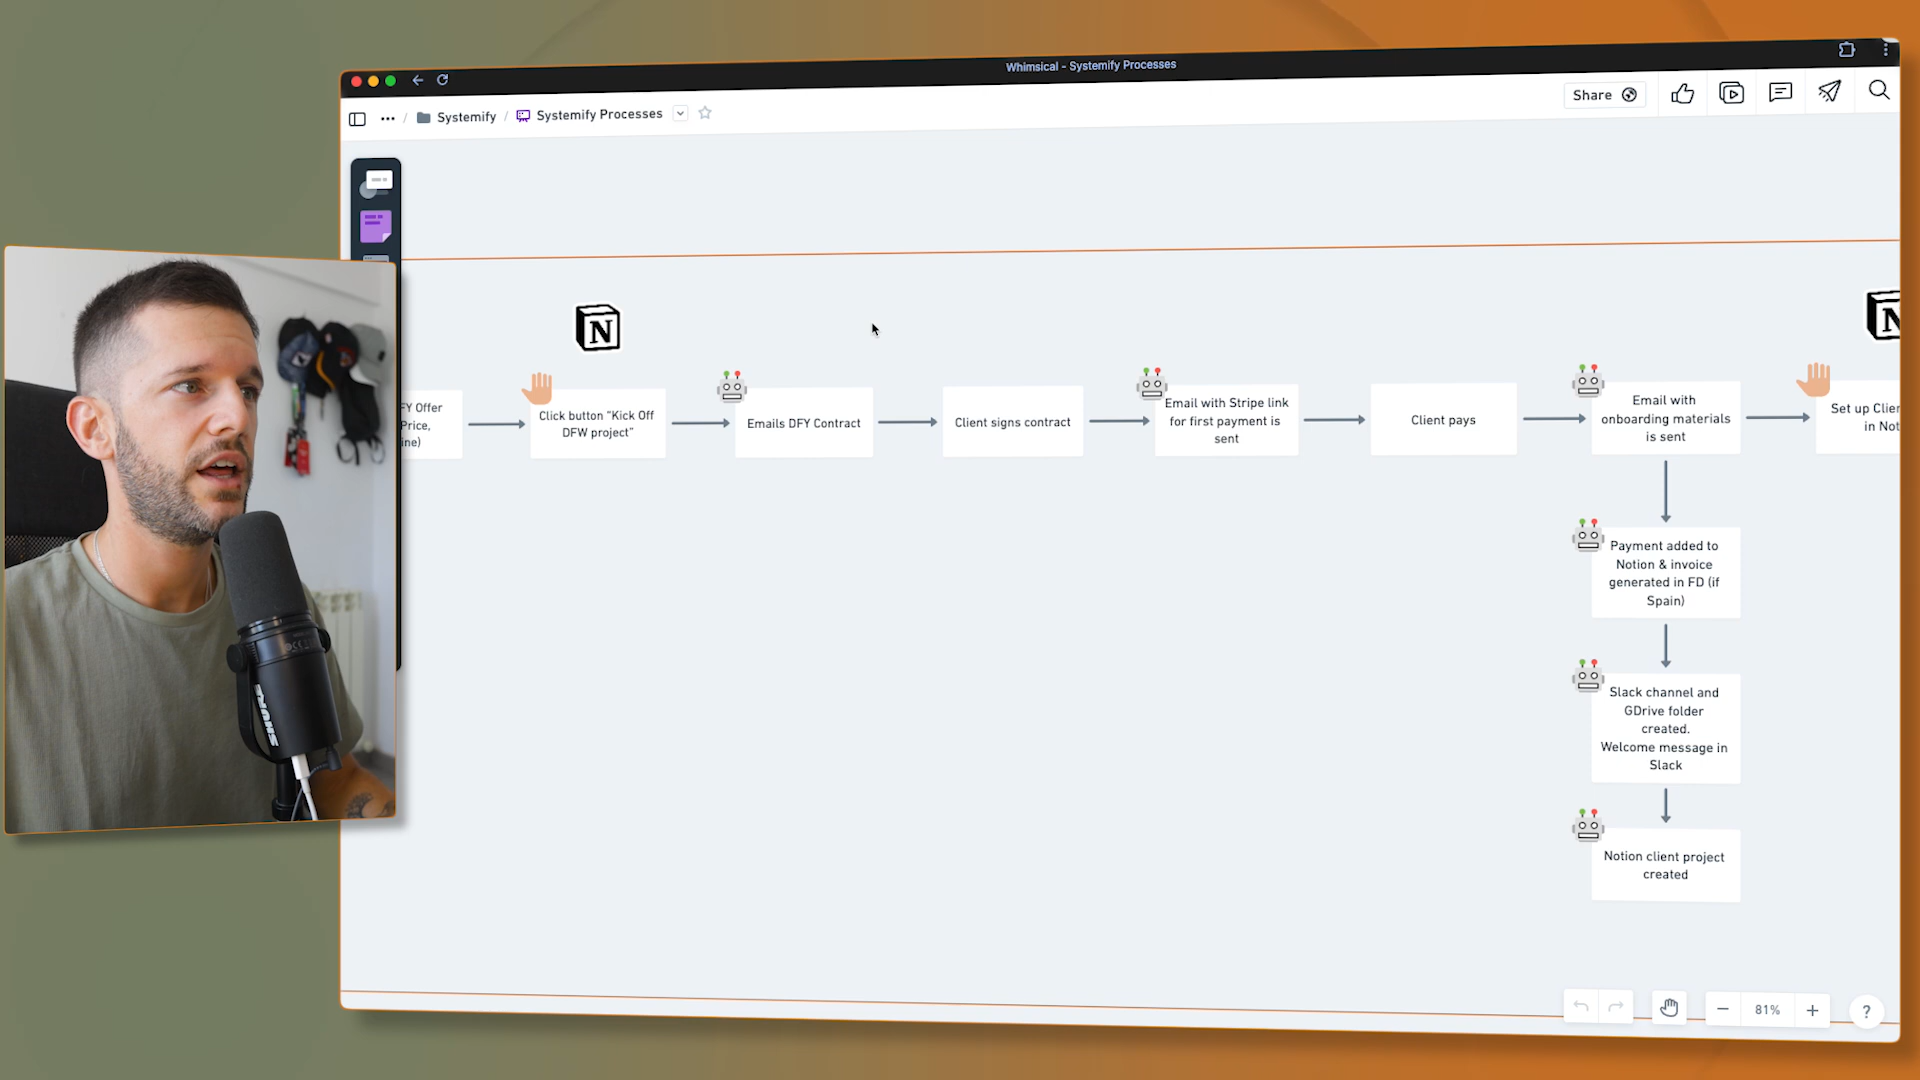 Whimsical - Systemify Processes
... / Systemify / Systemify Processes
Share
N
N
FY Offer
Price,
ine)
Click button "Kick Off
DFW project"
Emails DFY Contract
Client signs contract
Email with Stripe link
for first payment is
sent
Client pays
Email with
onboarding materials
is sent
Set up Clien
in Not
Payment added to
Notion & invoice
generated in FD (if
Spain)
Slack channel and
GDrive folder
created.
Welcome message in
Slack
Notion client project
created
SHURE
81%
?